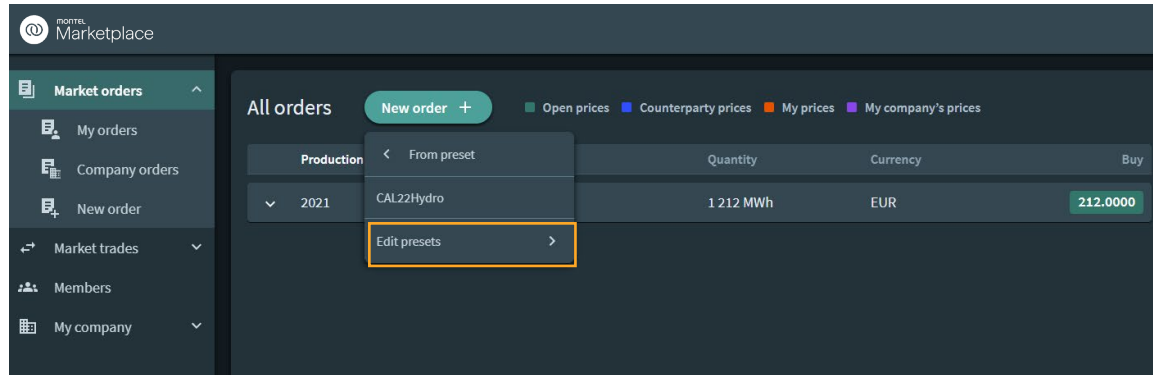 montel
Marketplace
Market orders
My orders
Company orders
New order
Market trades
Members
My company
All orders
New order +
Open prices
Counterparty prices
My prices
My company's prices
Production
Quantity
Currency
Buy
2021
1 212 MWh
EUR
212.0000
From preset
CAL22Hydro
Edit presets